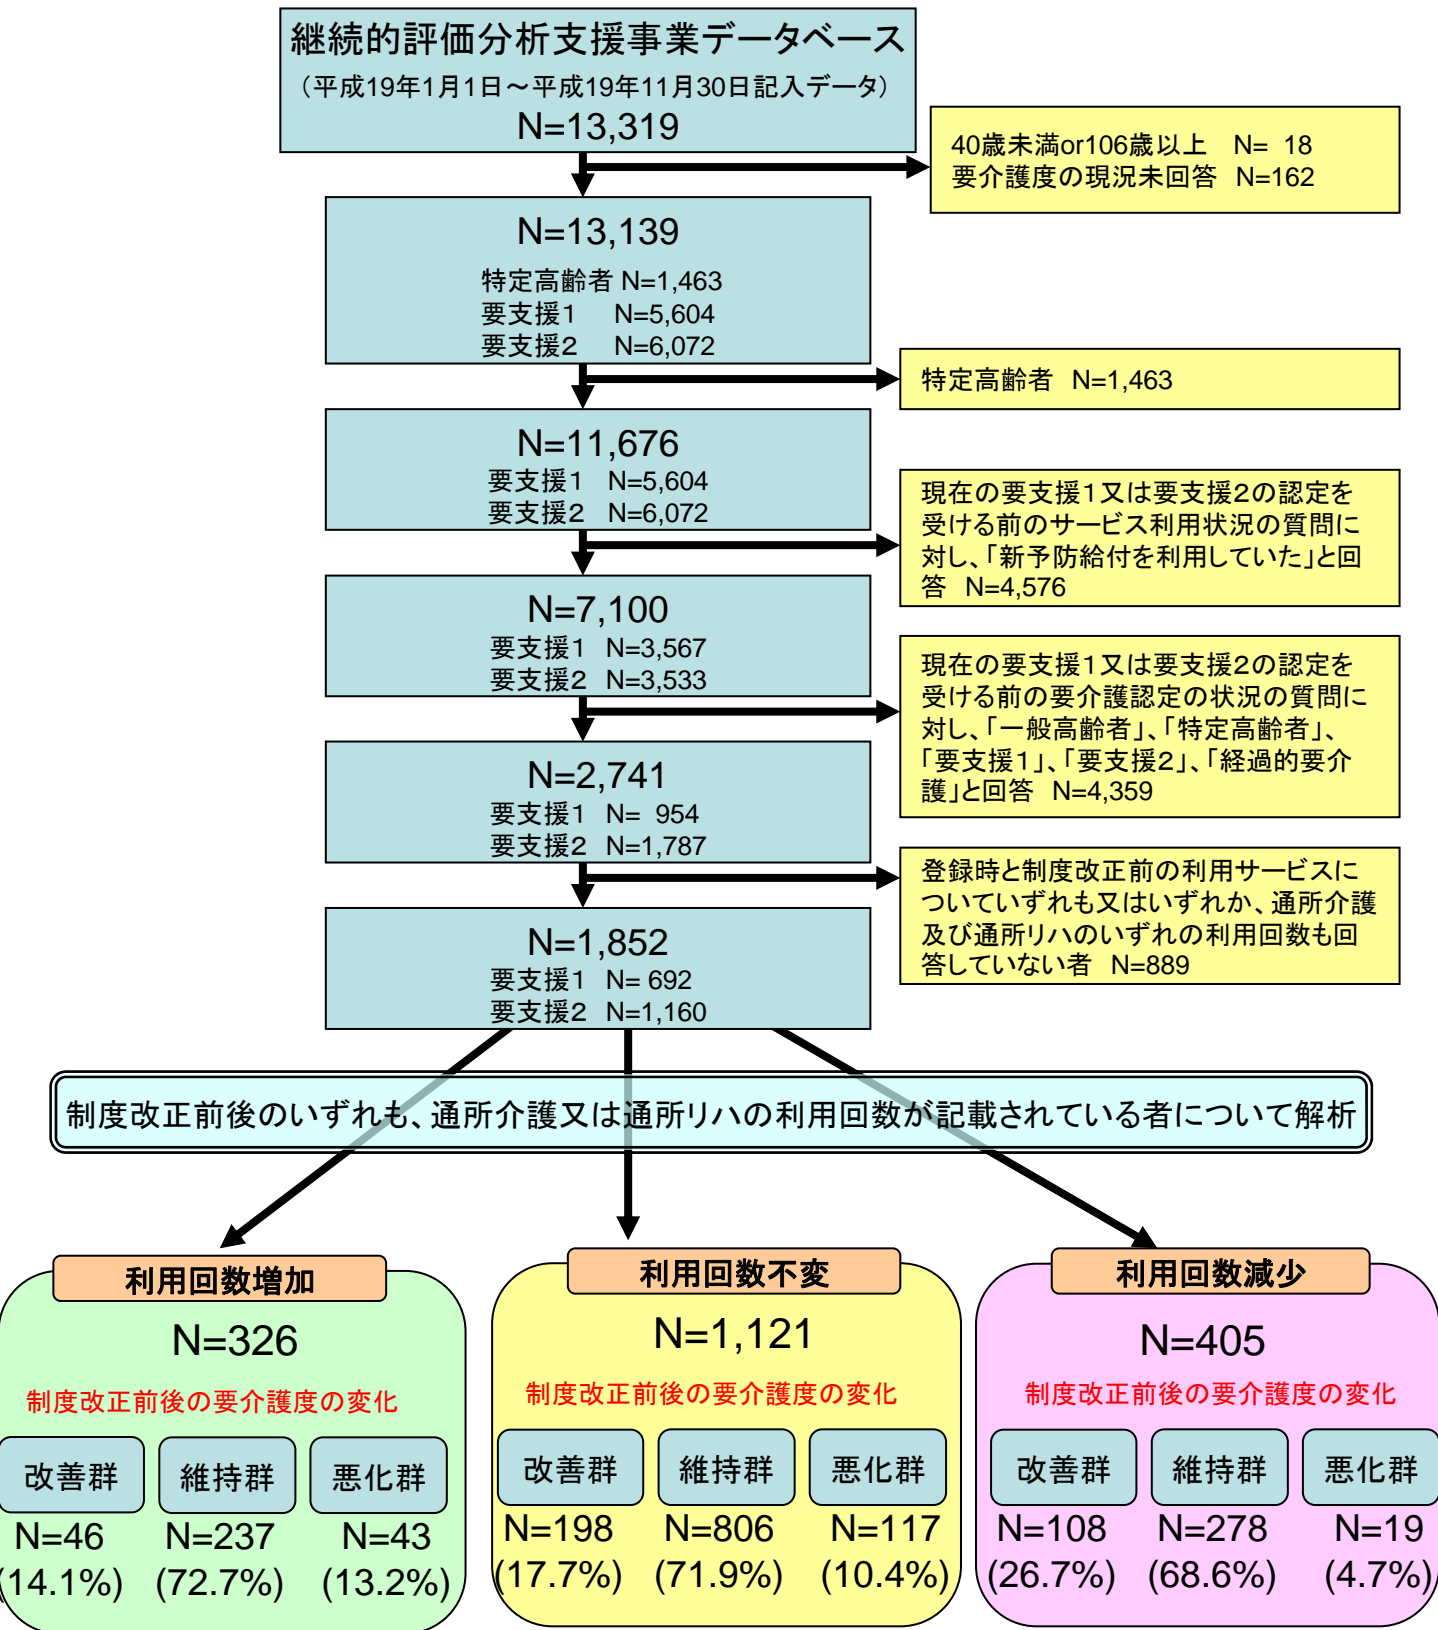 継続的評価分析支援事業データベース
（平成19年1月1日～平成19年11月30日記入データ）
N=13,319
40歳未満or106歳以上　N=  18
要介護度の現況未回答　N=162
N=13,139
特定高齢者 N=1,463
要支援１　 N=5,604
要支援２　 N=6,072
特定高齢者　N=1,463
N=11,676
要支援１　N=5,604
要支援２　N=6,072
現在の要支援１又は要支援２の認定を
受ける前のサービス利用状況の質問に
対し、「新予防給付を利用していた」と回
答　N=4,576
N=7,100
要支援１　N=3,567
要支援２　N=3,533
現在の要支援１又は要支援２の認定を
受ける前の要介護認定の状況の質問に
対し、「一般高齢者」、「特定高齢者」、
「要支援１」、「要支援２」、「経過的要介
護」と回答　N=4,359
N=2,741
要支援１　N=  954
要支援２　N=1,787
登録時と制度改正前の利用サービスに
ついていずれも又はいずれか、通所介護
及び通所リハのいずれの利用回数も回
答していない者　N=889
N=1,852
要支援１　N= 692
要支援２　N=1,160
制度改正前後のいずれも、通所介護又は通所リハの利用回数が記載されている者について解析
利用回数増加
N=326
制度改正前後の要介護度の変化
改善群　維持群　悪化群
N=46　N=237　N=43
(14.1%)　(72.7%)　(13.2%)
利用回数不変
N=1,121
制度改正前後の要介護度の変化
改善群　維持群　悪化群
N=198　N=806　N=117
(17.7%)　(71.9%)　(10.4%)
利用回数減少
N=405
制度改正前後の要介護度の変化
改善群　維持群　悪化群
N=108　N=278　N=19
(26.7%)　(68.6%)　(4.7%)